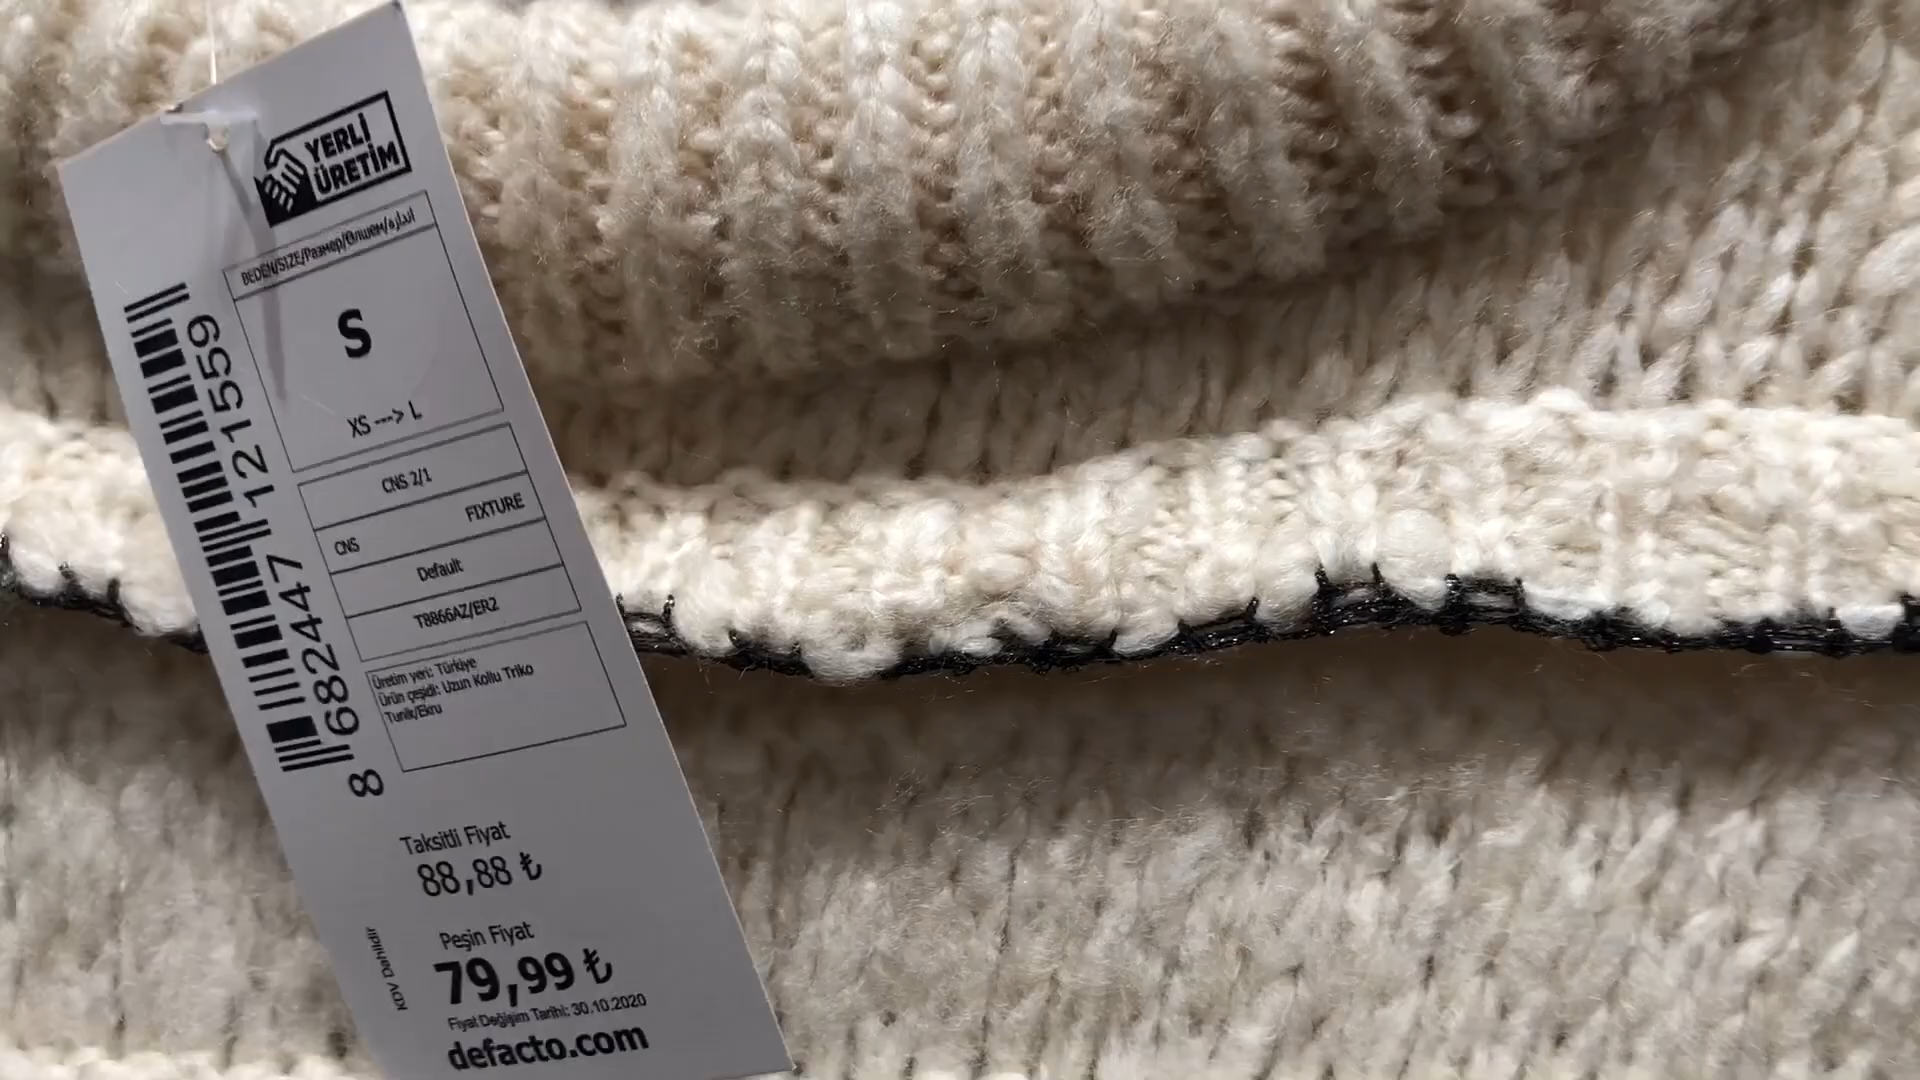 YERLİ
ÜRETİM
BEDEN/SIZE/Размер/Өлшем/اندازه
S
XS ---> L
CNS 2/1
FIXTURE
CNS
Default
T8866AZ/ER2
Üretim yeri: Türkiye
Ürün çeşidi: Uzun Kollu Triko
Tunik/Ekru
8 682447 121559
Taksitli Fiyat
88,88 ₺
Peşin Fiyat
79,99 ₺
KDV Dahildir
Fiyat Değişim Tarihi: 30.10.2020
defacto.com